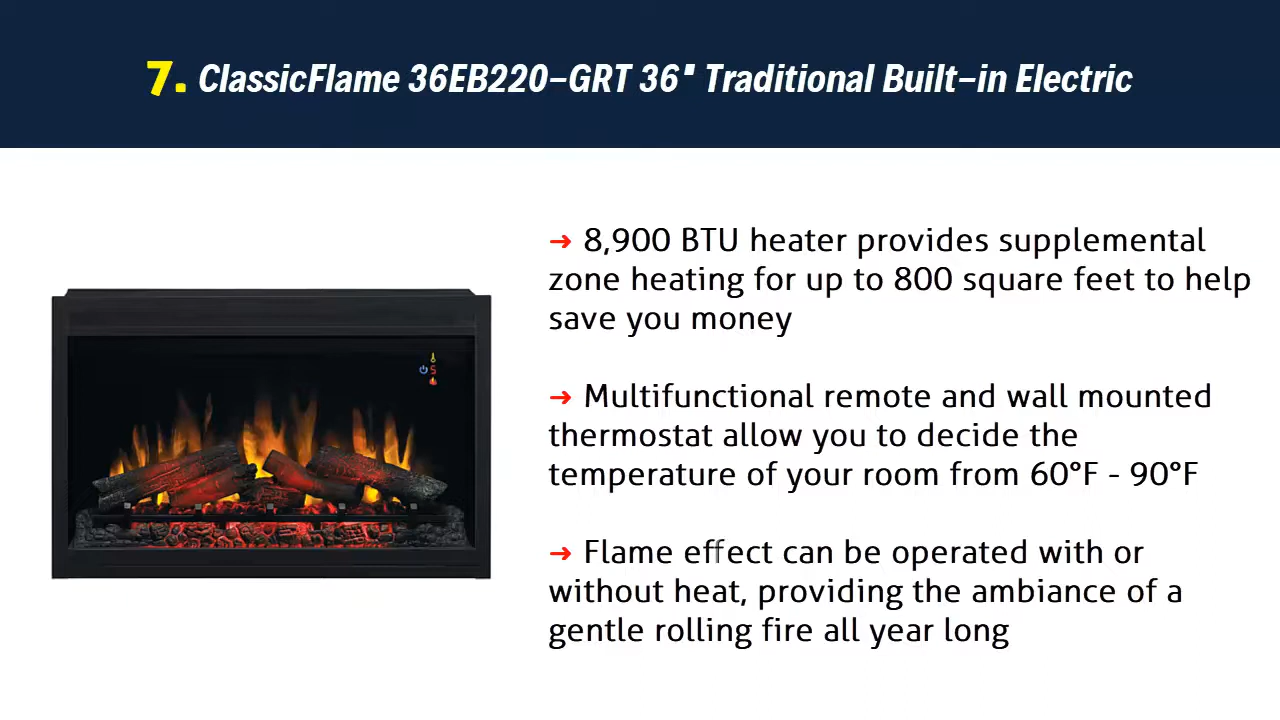 7. ClassicFlame 36EB220-GRT 36" Traditional Built-in Electric
→ 8,900 BTU heater provides supplemental
zone heating for up to 800 square feet to help
save you money
→ Multifunctional remote and wall mounted
thermostat allow you to decide the
temperature of your room from 60°F - 90°F
→ Flame effect can be operated with or
without heat, providing the ambiance of a
gentle rolling fire all year long